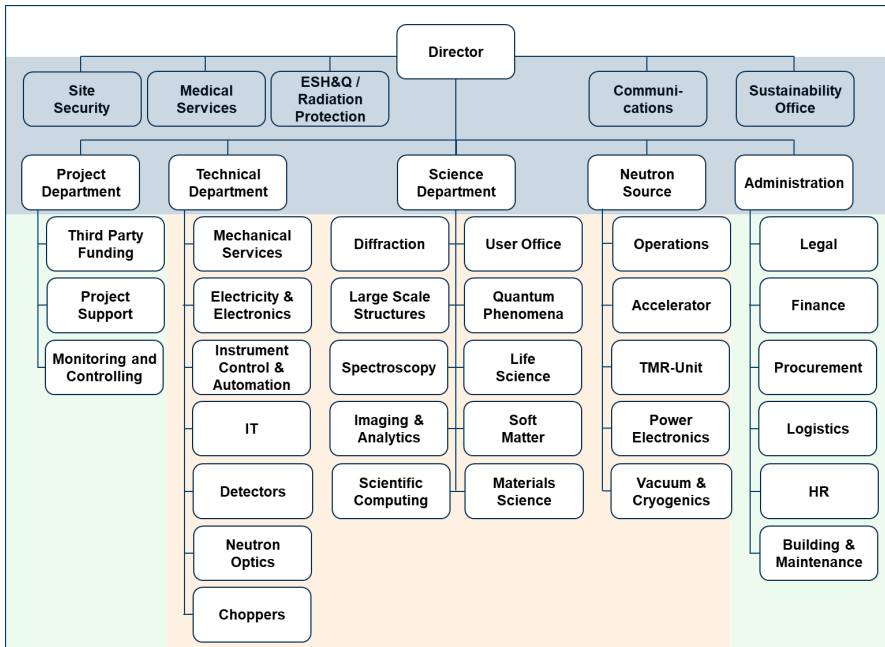 Director
Site
Security
Medical
Services
ESH&Q /
Radiation
Protection
Communi-
cations
Sustainability
Office
Project
Department
Technical
Department
Science
Department
Neutron
Source
Administration
Third Party
Funding
Project
Support
Monitoring and
Controlling
Mechanical
Services
Electricity &
Electronics
Instrument
Control &
Automation
IT
Detectors
Neutron
Optics
Choppers
Diffraction
Large Scale
Structures
Spectroscopy
Imaging &
Analytics
Scientific
Computing
User Office
Quantum
Phenomena
Life
Science
Soft
Matter
Materials
Science
Operations
Accelerator
TMR-Unit
Power
Electronics
Vacuum &
Cryogenics
Legal
Finance
Procurement
Logistics
HR
Building &
Maintenance